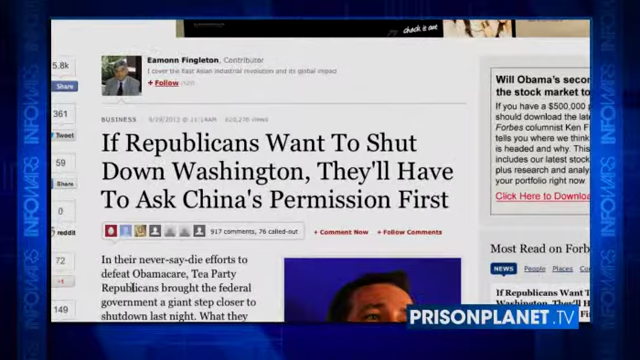 check it out
5.8k
Share
361
Tweet
59
Share
0
reddit
72
+1
149
Eamonn Fingleton, Contributor
I cover the East Asian industrial revolution and its global impact
+ Follow
BUSINESS
If Republicans Want To Shut
Down Washington, They'll Have
To Ask China's Permission First
917 comments, 76 called-out
+ Comment Now
+ Follow Comments
In their never-say-die efforts to
defeat Obamacare, Tea Party
Republicans brought the federal
government a giant step closer to
shutdown last night. What they
Will Obama's seco
the stock market to
If you have a $500,000 p
should download the late
Forbes columnist Ken F
tells you where we think
is headed and why. This
includes our latest stock
plus research and analy
your portfolio right now
Click Here to Downloa
Most Read on Forb
NEWS People Places Co
If Republicans Want T
INFOWARS
INFOWARS
INFOWARS
INFOWARS
PRISONPLANET.TV